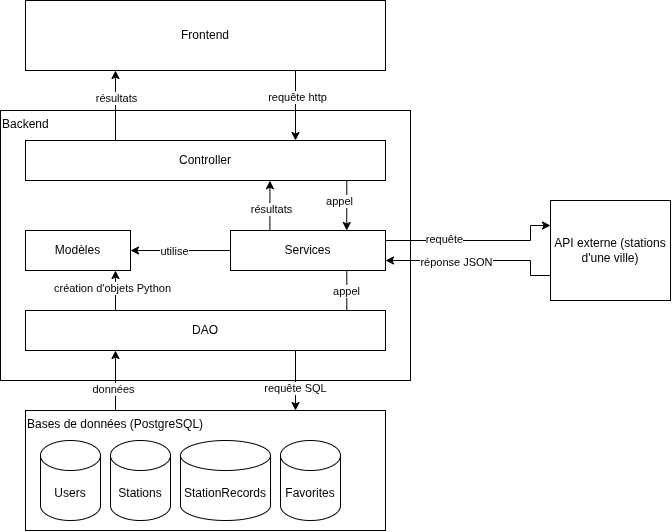 Frontend
résultats
requête http
Backend
Controller
résultats
appel
Modèles
utilise
Services
requête
réponse JSON
API externe (stations
d'une ville)
création d'objets Python
appel
DAO
données
requête SQL
Bases de données (PostgreSQL)
Users
Stations
StationRecords
Favorites